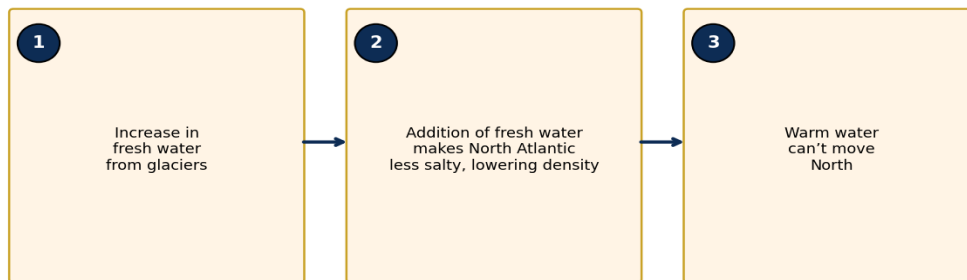 1
Increase in
fresh water
from glaciers
2
Addition of fresh water
makes North Atlantic
less salty, lowering density
3
Warm water
can’t move
North